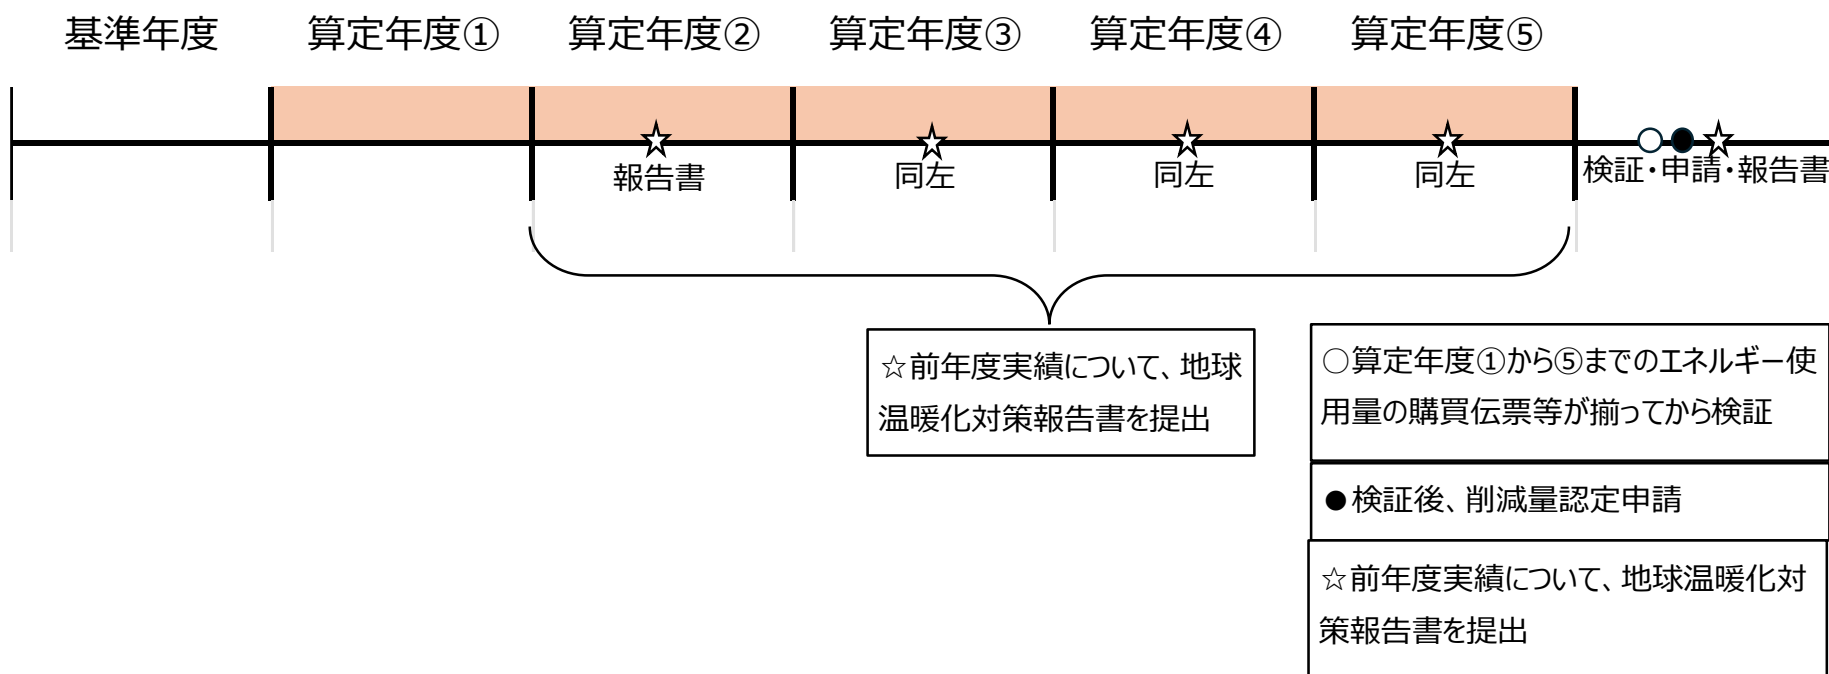 基準年度 算定年度① 算定年度② 算定年度③ 算定年度④ 算定年度⑤
報告書 同左 同左 同左 検証・申請・報告書
☆前年度実績について、地球
温暖化対策報告書を提出
○算定年度①から⑤までのエネルギー使
用量の購買伝票等が揃ってから検証
●検証後、削減量認定申請
☆前年度実績について、地球温暖化対
策報告書を提出